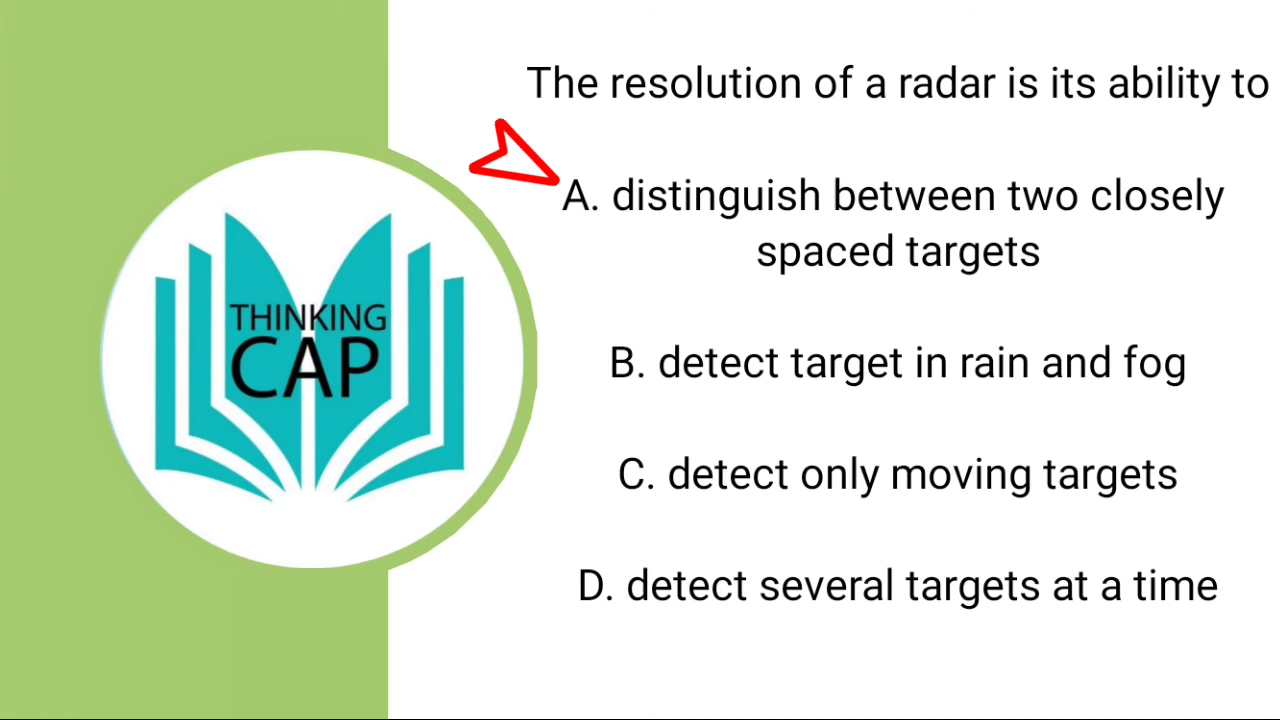 The resolution of a radar is its ability to
A. distinguish between two closely
spaced targets
B. detect target in rain and fog
C. detect only moving targets
D. detect several targets at a time
THINKING
CAP